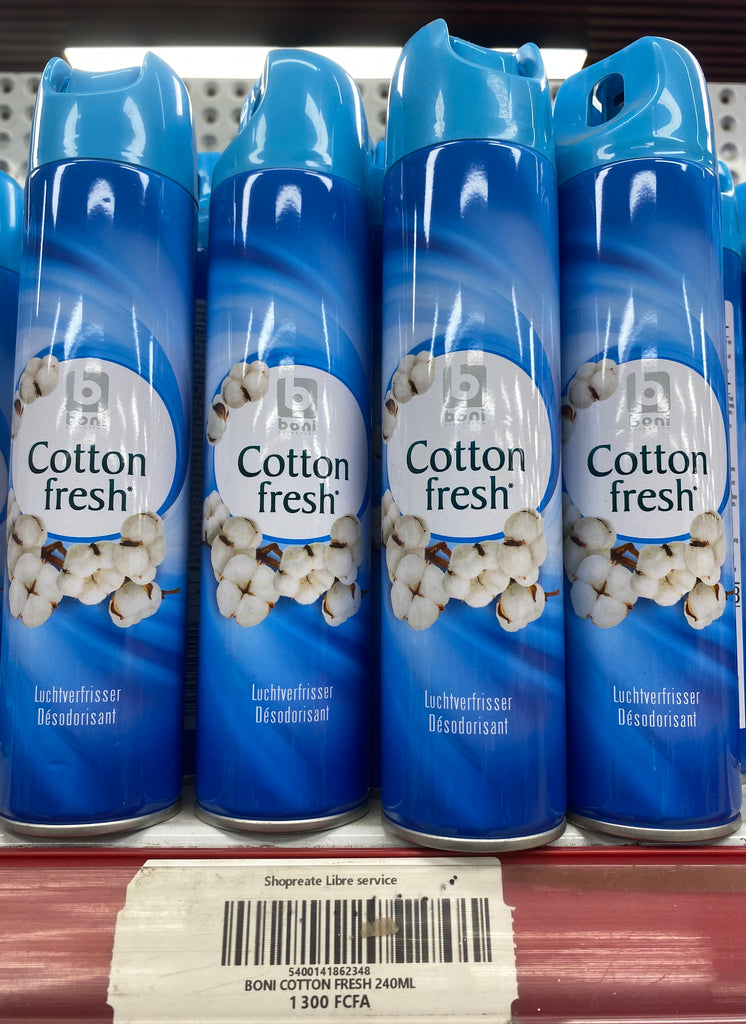 boni
Cotton
fresh*
Luchtverfrisser
Désodorisant
boni
Cotton
fresh*
Luchtverfrisser
Désodorisant
boni
Cotton
fresh*
Luchtverfrisser
Désodorisant
boni
Cotton
fresh*
Luchtverfrisser
Désodorisant
Shopreate Libre service
5400141862348
BONI COTTON FRESH 240ML
1 300 FCFA